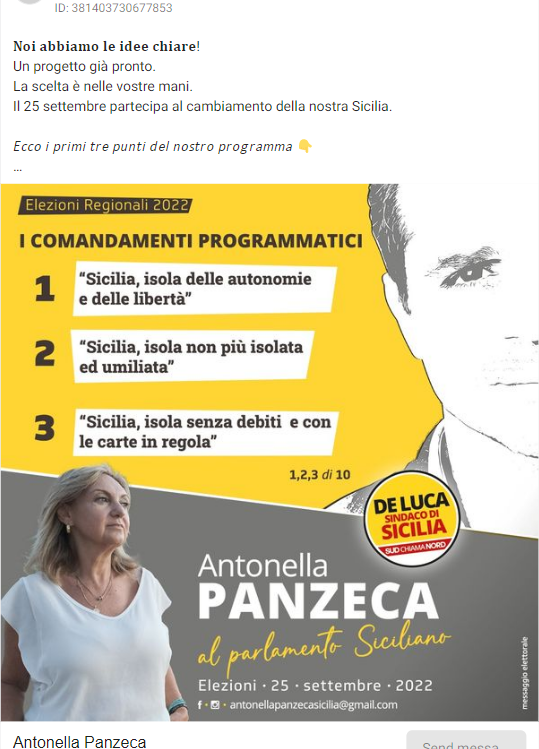 ID: 381403730677853
Noi abbiamo le idee chiare!
Un progetto già pronto.
La scelta è nelle vostre mani.
Il 25 settembre partecipa al cambiamento della nostra Sicilia.
Ecco i primi tre punti del nostro programma 👇
...
Elezioni Regionali 2022
I COMANDAMENTI PROGRAMMATICI
1 “Sicilia, isola delle autonomie
e delle libertà”
2 “Sicilia, isola non più isolata
ed umiliata”
3 “Sicilia, isola senza debiti e con
le carte in regola”
1,2,3 di 10
DE LUCA
SINDACO DI
SICILIA
SUD CHIAMA NORD
Antonella
PANZECA
al parlamento Siciliano
Elezioni · 25 · settembre · 2022
antonellapanzecasicilia@gmail.com
messaggio elettorale
Antonella Panzeca
Send messa...